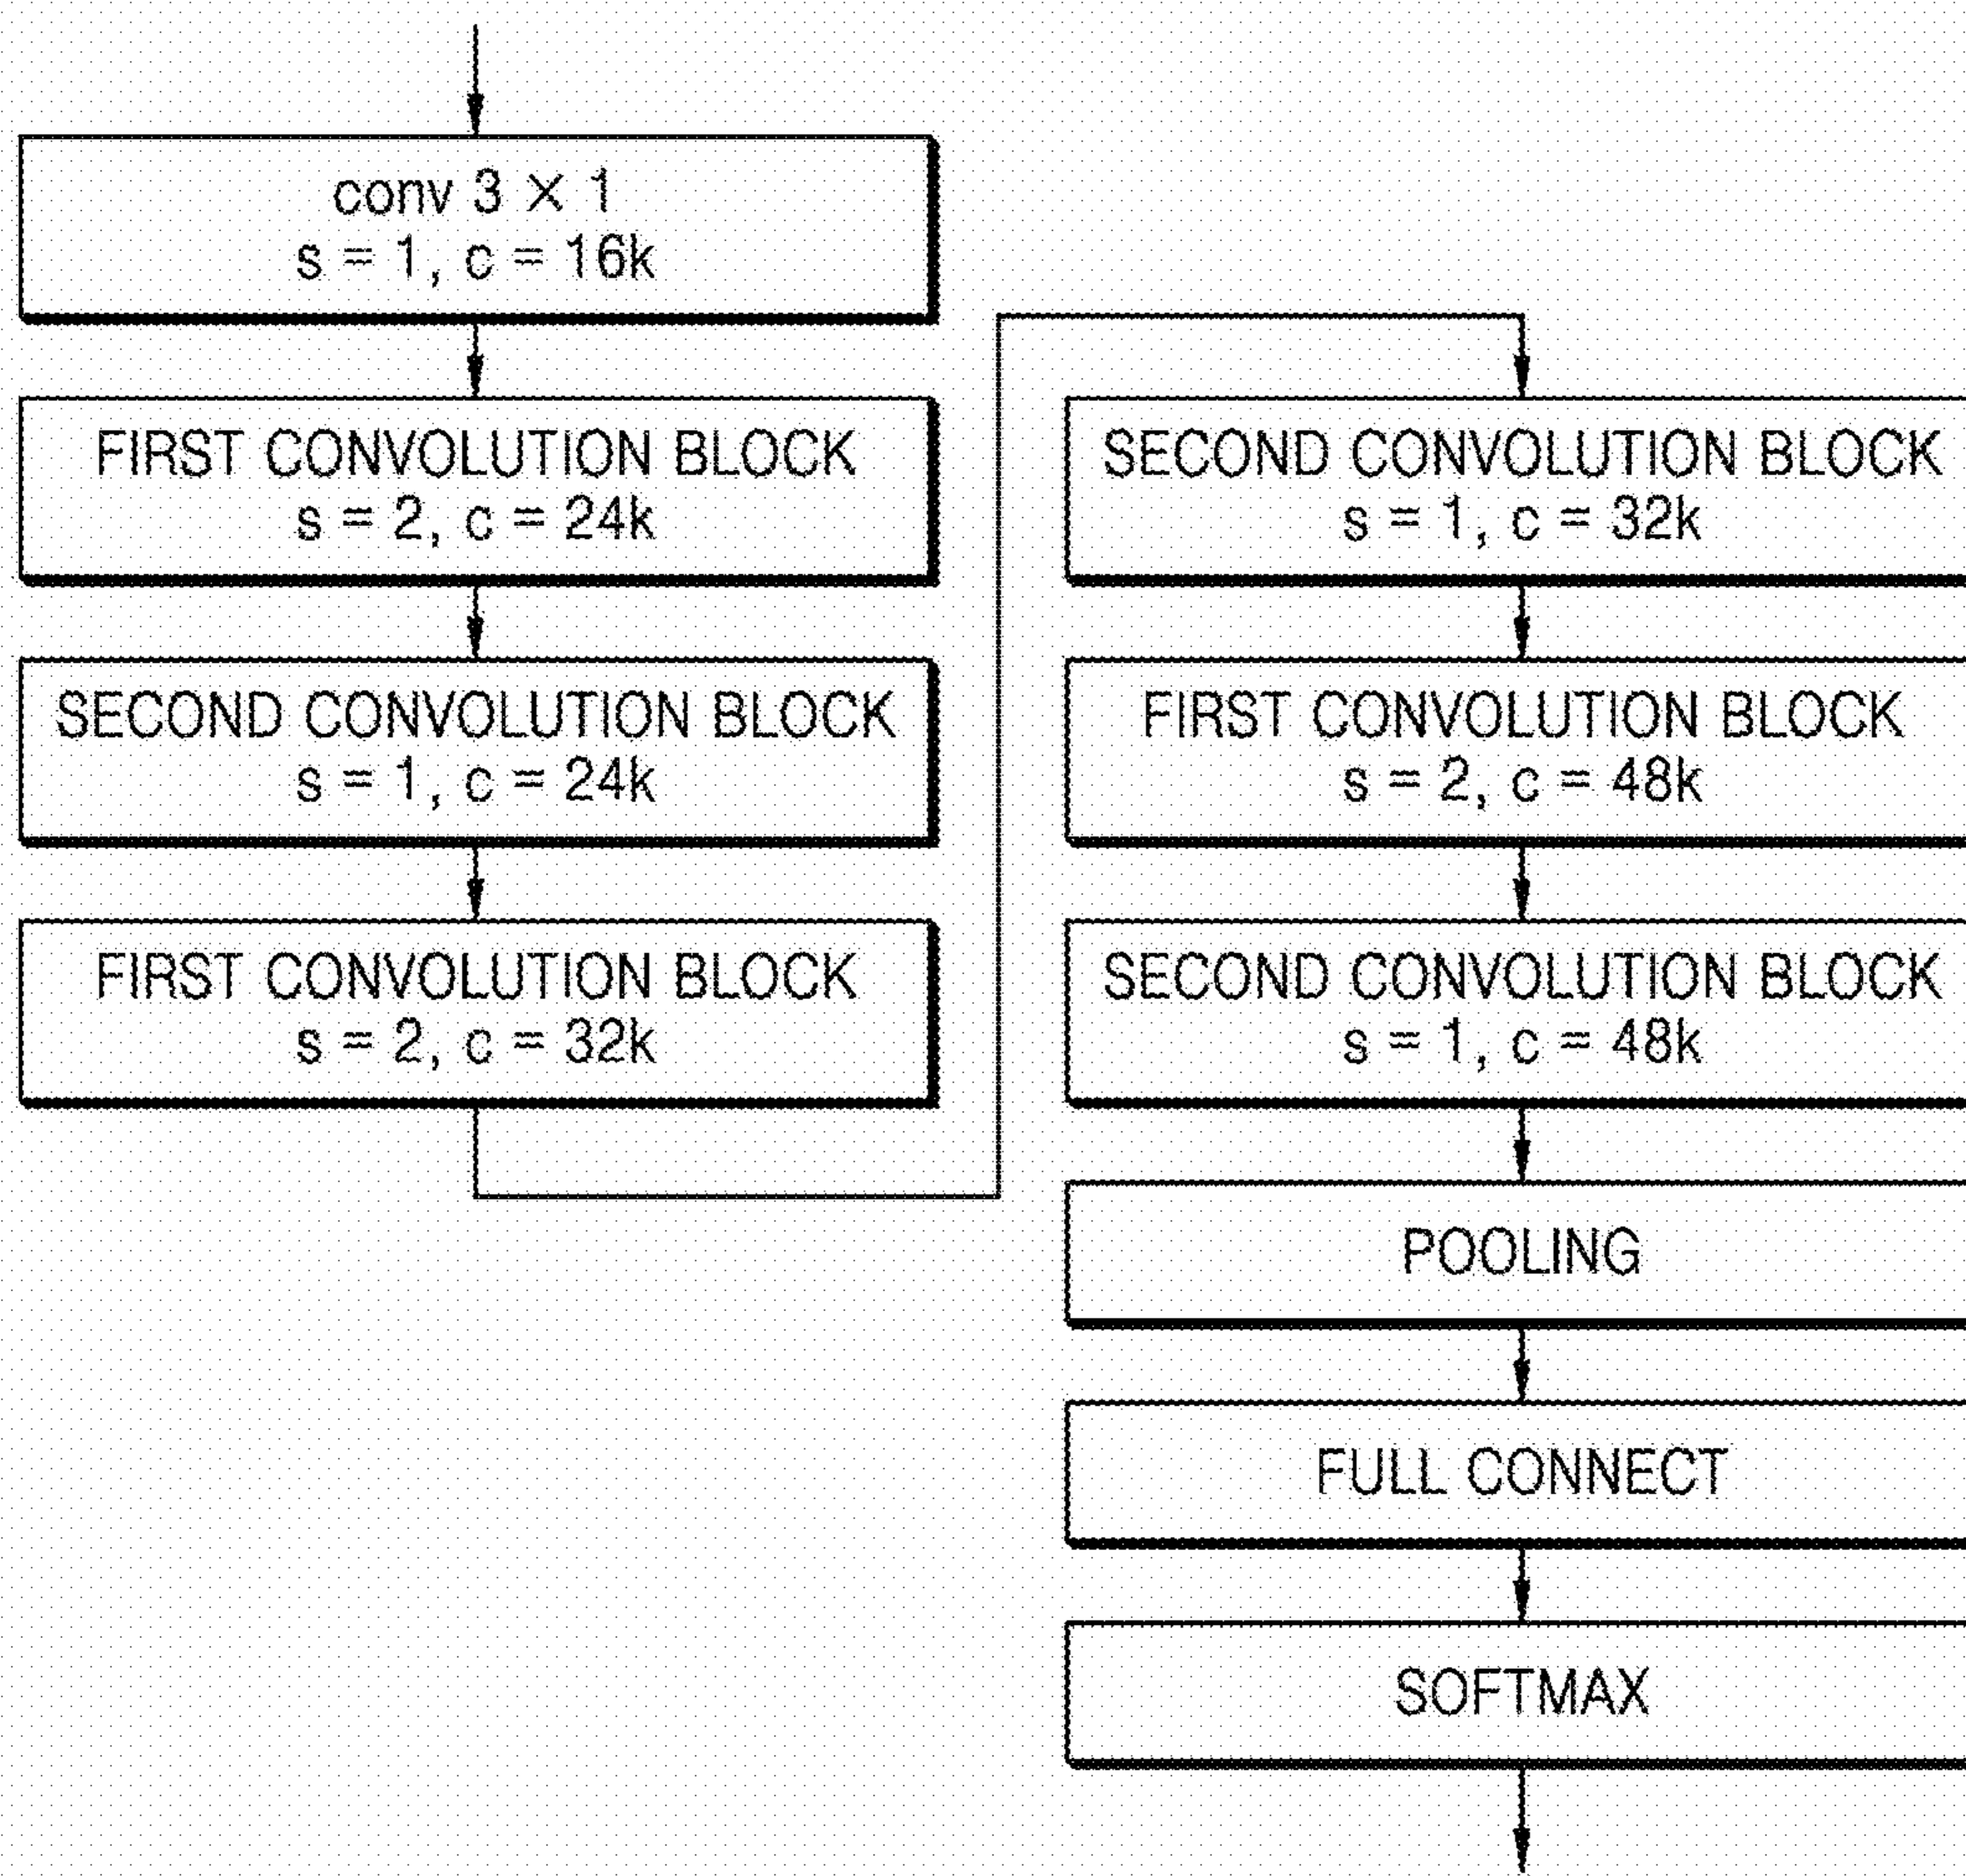 conv 3 × 1
s = 1, c = 16k
FIRST CONVOLUTION BLOCK
s = 2, c = 24k
SECOND CONVOLUTION BLOCK
s = 1, c = 24k
FIRST CONVOLUTION BLOCK
s = 2, c = 32k
SECOND CONVOLUTION BLOCK
s = 1, c = 32k
FIRST CONVOLUTION BLOCK
s = 2, c = 48k
SECOND CONVOLUTION BLOCK
s = 1, c = 48k
POOLING
FULL CONNECT
SOFTMAX